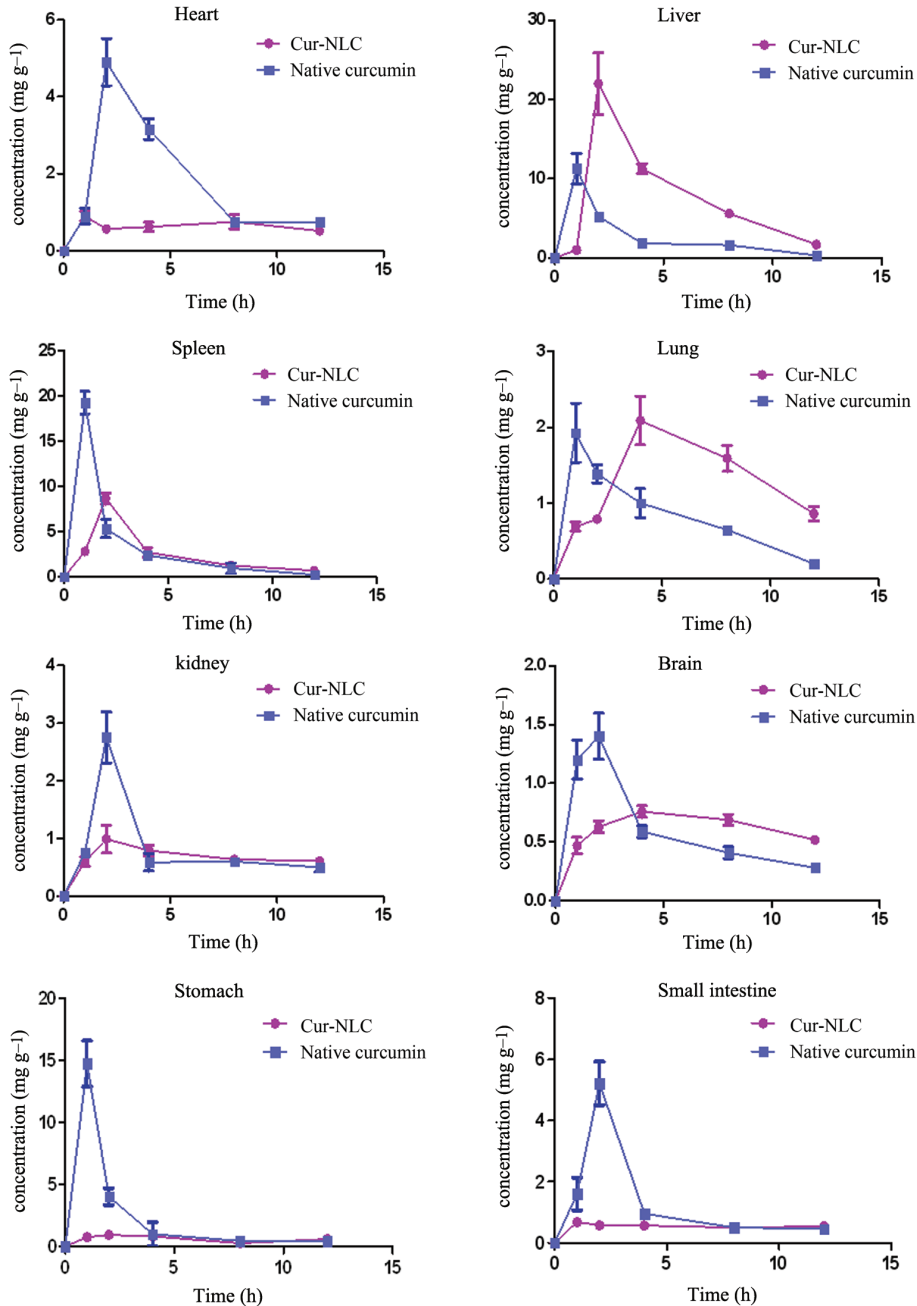 Heart
concentration (mg g–1)
6
4
2
0
Cur-NLC
Native curcumin
0 5 10 15
Time (h)
Liver
concentration (mg g–1)
30
20
10
0
Cur-NLC
Native curcumin
0 5 10 15
Time (h)
Spleen
concentration (mg g–1)
25
20
15
10
5
0
Cur-NLC
Native curcumin
0 5 10 15
Time (h)
Lung
concentration (mg g–1)
3
2
1
0
Cur-NLC
Native curcumin
0 5 10 15
Time (h)
kidney
concentration (mg g–1)
4
3
2
1
0
Cur-NLC
Native curcumin
0 5 10 15
Time (h)
Brain
concentration (mg g–1)
2.0
1.5
1.0
0.5
0.0
Cur-NLC
Native curcumin
0 5 10 15
Time (h)
Stomach
concentration (mg g–1)
20
15
10
5
0
Cur-NLC
Native curcumin
0 5 10 15
Time (h)
Small intestine
concentration (mg g–1)
8
6
4
2
0
Cur-NLC
Native curcumin
0 5 10 15
Time (h)